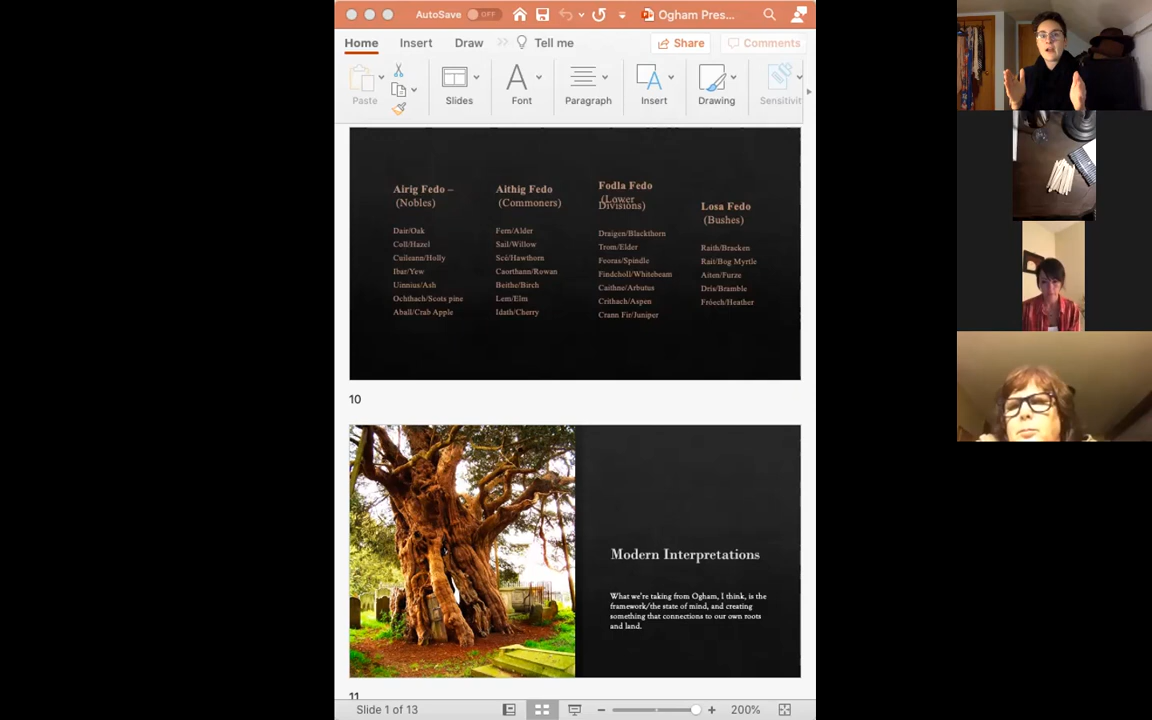 AutoSave OFF Ogham Pres...
Home Insert Draw Tell me Share Comments
Paste Slides Font Paragraph Insert Drawing Sensitivit
Airig Fedo –
(Nobles)
Dair/Oak
Coll/Hazel
Cuileann/Holly
Ibar/Yew
Uinnius/Ash
Ochthach/Scots pine
Aball/Crab Apple
Aithig Fedo
(Commoners)
Fern/Alder
Sail/Willow
Scé/Hawthorn
Caorthann/Rowan
Beithe/Birch
Lem/Elm
Idath/Cherry
Fodla Fedo
(Lower
Divisions)
Draigen/Blackthorn
Trom/Elder
Feoras/Spindle
Findcholl/Whitebeam
Caithne/Arbutus
Crithach/Aspen
Crann Fir/Juniper
Losa Fedo
(Bushes)
Raith/Bracken
Rait/Bog Myrtle
Aiten/Furze
Dris/Bramble
Fróech/Heather
10
Modern Interpretations
What we're taking from Ogham, I think, is the
framework/the state of mind, and creating
something that connections to our own roots
and land.
11
Slide 1 of 13 200%